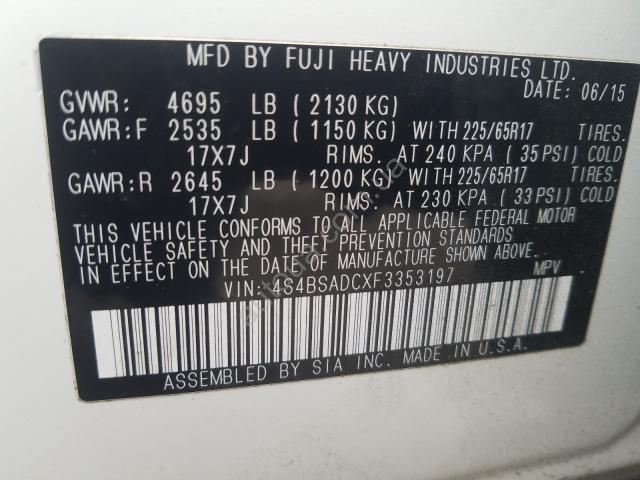 MFD BY FUJI HEAVY INDUSTRIES LTD.
DATE: 06/15
GVWR: 4695 LB (2130 KG)
GAWR:F 2535 LB (1150 KG) WITH 225/65R17 TIRES.
17X7J RIMS. AT 240 KPA (35 PSI) COLD
GAWR:R 2645 LB (1200 KG) WITH 225/65R17 TIRES.
17X7J RIMS. AT 230 KPA (33 PSI) COLD
THIS VEHICLE CONFORMS TO ALL APPLICABLE FEDERAL MOTOR
VEHICLE SAFETY AND THEFT PREVENTION STANDARDS
IN EFFECT ON THE DATE OF MANUFACTURE SHOWN ABOVE.
VIN: 4S4BSADCXF3353197 MPV
ASSEMBLED BY SIA INC. MADE IN U.S.A.